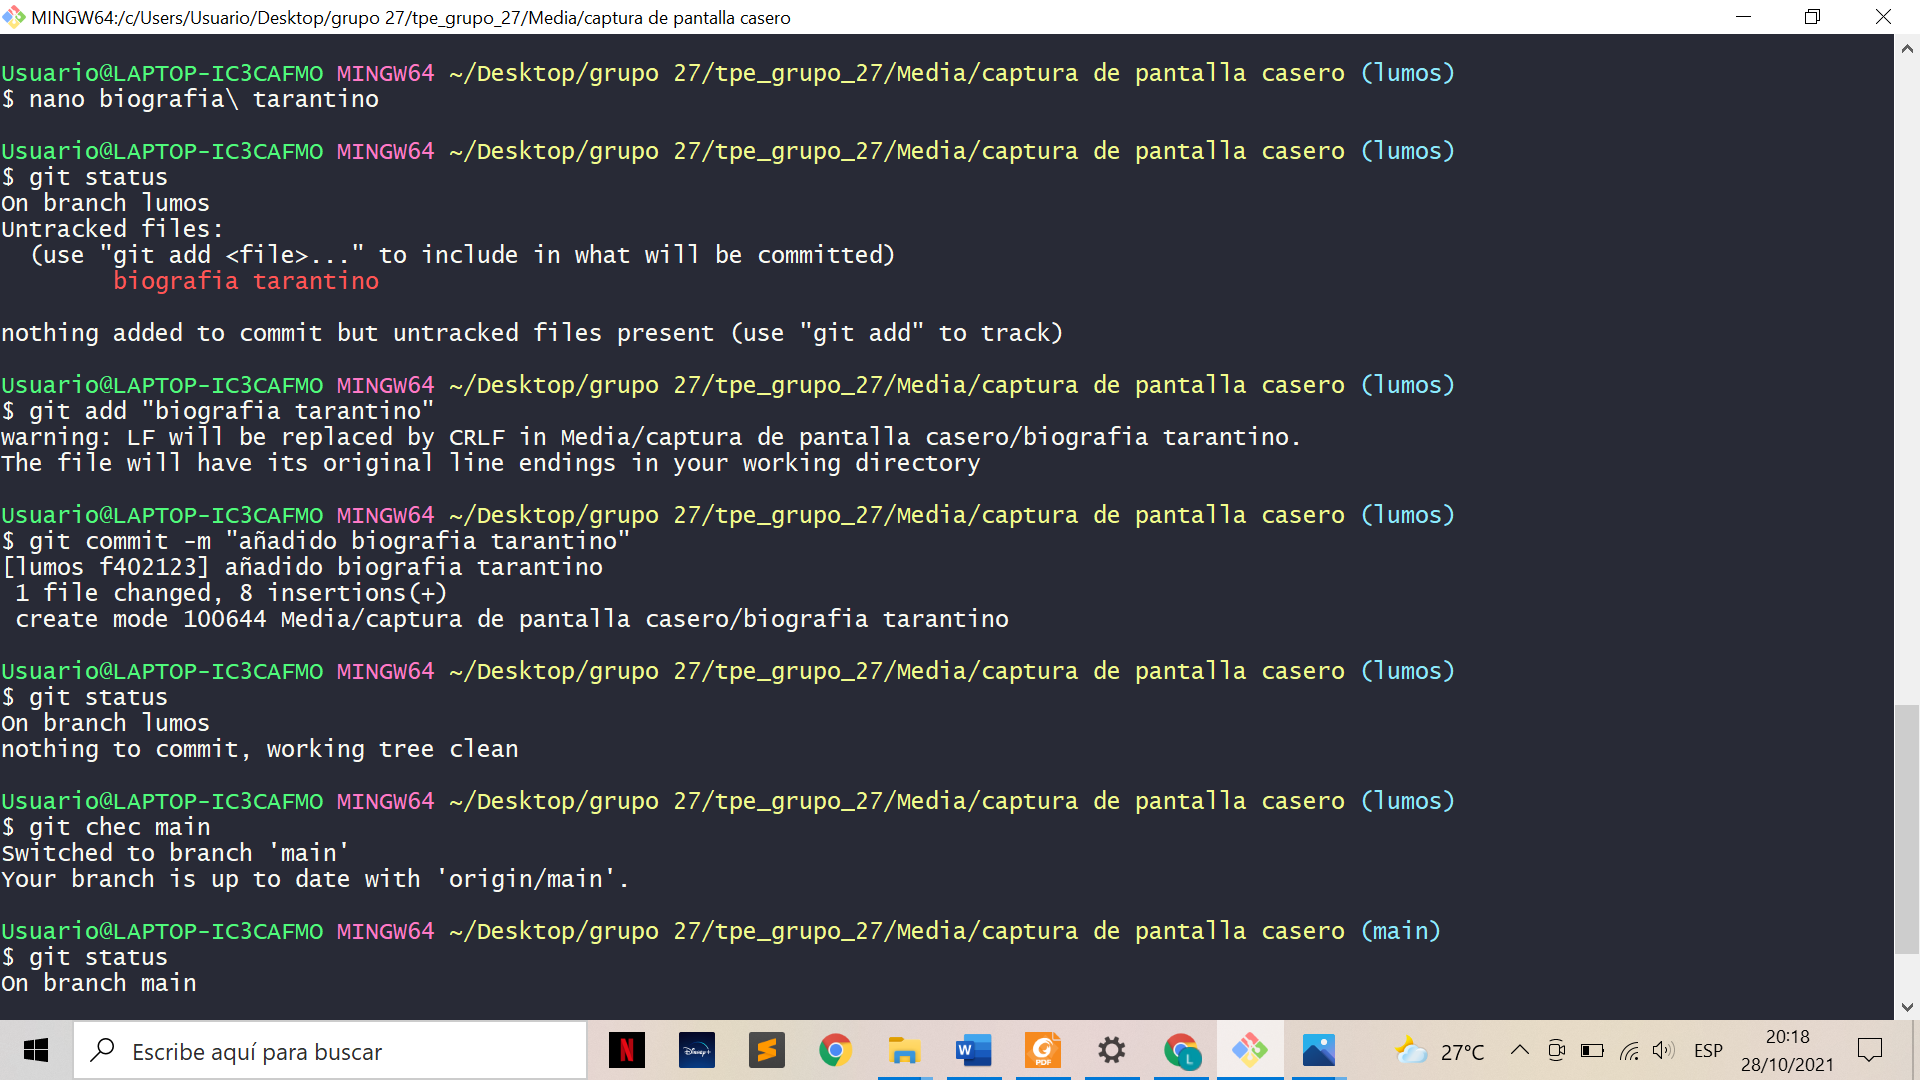 MINGW64:/c/Users/Usuario/Desktop/grupo 27/tpe_grupo_27/Media/captura de pantalla casero
Usuario@LAPTOP-IC3CAFMO MINGW64 ~/Desktop/grupo 27/tpe_grupo_27/Media/captura de pantalla casero (lumos)
$ nano biografia\ tarantino
Usuario@LAPTOP-IC3CAFMO MINGW64 ~/Desktop/grupo 27/tpe_grupo_27/Media/captura de pantalla casero (lumos)
$ git status
On branch lumos
Untracked files:
  (use "git add <file>..." to include in what will be committed)
        biografia tarantino
nothing added to commit but untracked files present (use "git add" to track)
Usuario@LAPTOP-IC3CAFMO MINGW64 ~/Desktop/grupo 27/tpe_grupo_27/Media/captura de pantalla casero (lumos)
$ git add "biografia tarantino"
warning: LF will be replaced by CRLF in Media/captura de pantalla casero/biografia tarantino.
The file will have its original line endings in your working directory
Usuario@LAPTOP-IC3CAFMO MINGW64 ~/Desktop/grupo 27/tpe_grupo_27/Media/captura de pantalla casero (lumos)
$ git commit -m "añadido biografia tarantino"
[lumos f402123] añadido biografia tarantino
 1 file changed, 8 insertions(+)
 create mode 100644 Media/captura de pantalla casero/biografia tarantino
Usuario@LAPTOP-IC3CAFMO MINGW64 ~/Desktop/grupo 27/tpe_grupo_27/Media/captura de pantalla casero (lumos)
$ git status
On branch lumos
nothing to commit, working tree clean
Usuario@LAPTOP-IC3CAFMO MINGW64 ~/Desktop/grupo 27/tpe_grupo_27/Media/captura de pantalla casero (lumos)
$ git chec main
Switched to branch 'main'
Your branch is up to date with 'origin/main'.
Usuario@LAPTOP-IC3CAFMO MINGW64 ~/Desktop/grupo 27/tpe_grupo_27/Media/captura de pantalla casero (main)
$ git status
On branch main
Escribe aquí para buscar
N
Disney+
S
W
PDF
L
27°C
ESP
20:18
28/10/2021